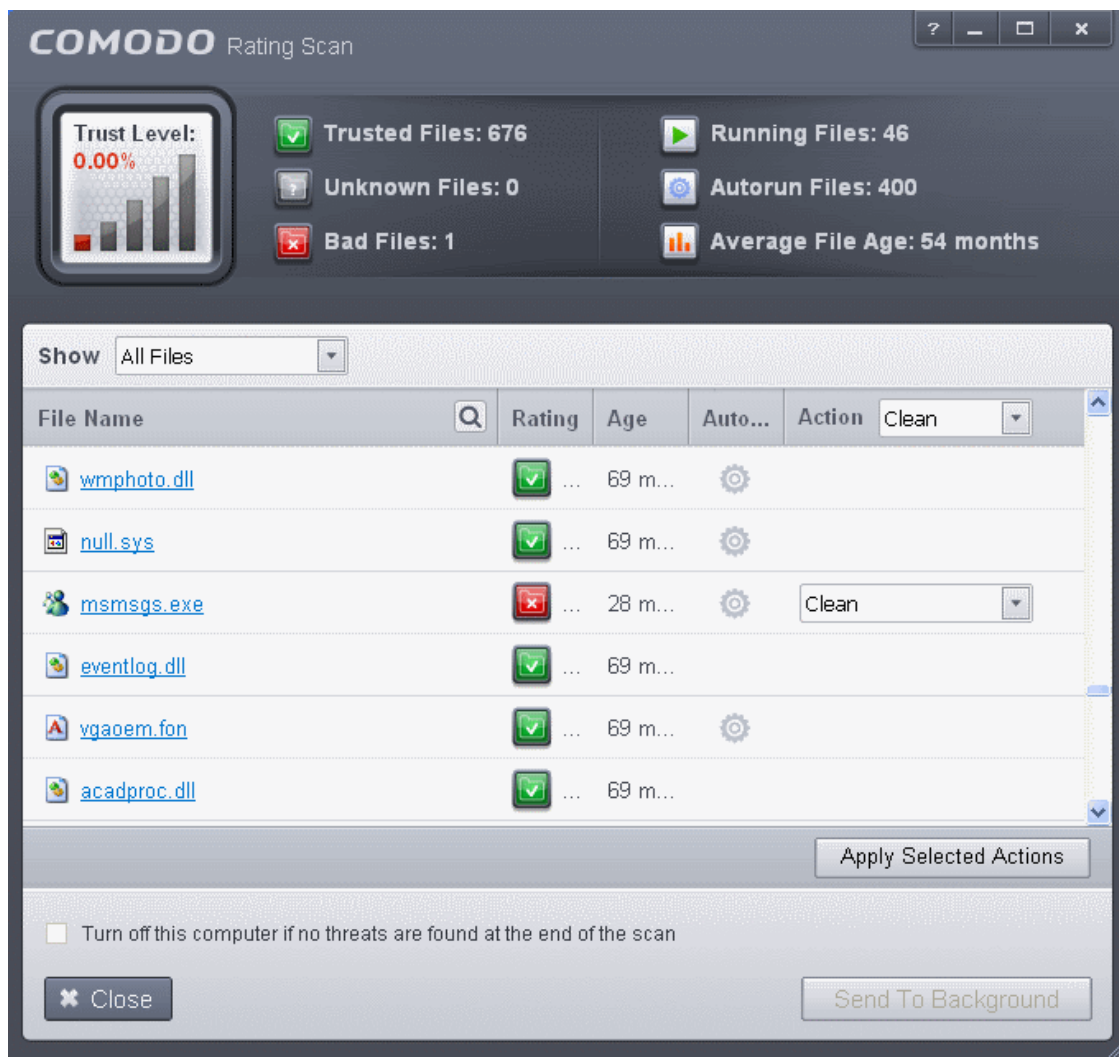 COMODO Rating Scan
?
Trust Level:
0.00%
Trusted Files: 676
Unknown Files: 0
Bad Files: 1
Running Files: 46
Autorun Files: 400
Average File Age: 54 months
Show All Files
File Name Rating Age Auto... Action Clean
wmphoto.dll ... 69 m...
null.sys ... 69 m...
msmsgs.exe ... 28 m... Clean
eventlog.dll ... 69 m...
vgaoem.fon ... 69 m...
acadproc.dll ... 69 m...
Apply Selected Actions
Turn off this computer if no threats are found at the end of the scan
Close
Send To Background